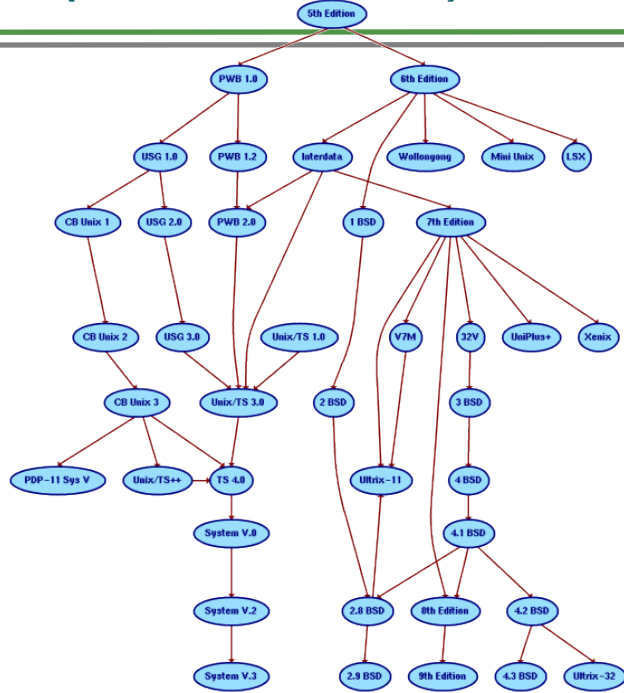 5th Edition
PWB 1.0
6th Edition
USG 1.0
PWB 1.2
Interdata
Wollongong
Mini Unix
LSX
CB Unix 1
USG 2.0
PWB 2.0
1 BSD
7th Edition
CB Unix 2
USG 3.0
Unix/TS 1.0
V7M
32V
UniPlus+
Xenix
CB Unix 3
Unix/TS 3.0
2 BSD
3 BSD
PDP-11 Sys V
Unix/TS++
TS 4.0
Ultrix-11
4 BSD
System V.0
4.1 BSD
System V.2
2.8 BSD
8th Edition
4.2 BSD
System V.3
2.9 BSD
9th Edition
4.3 BSD
Ultrix-32